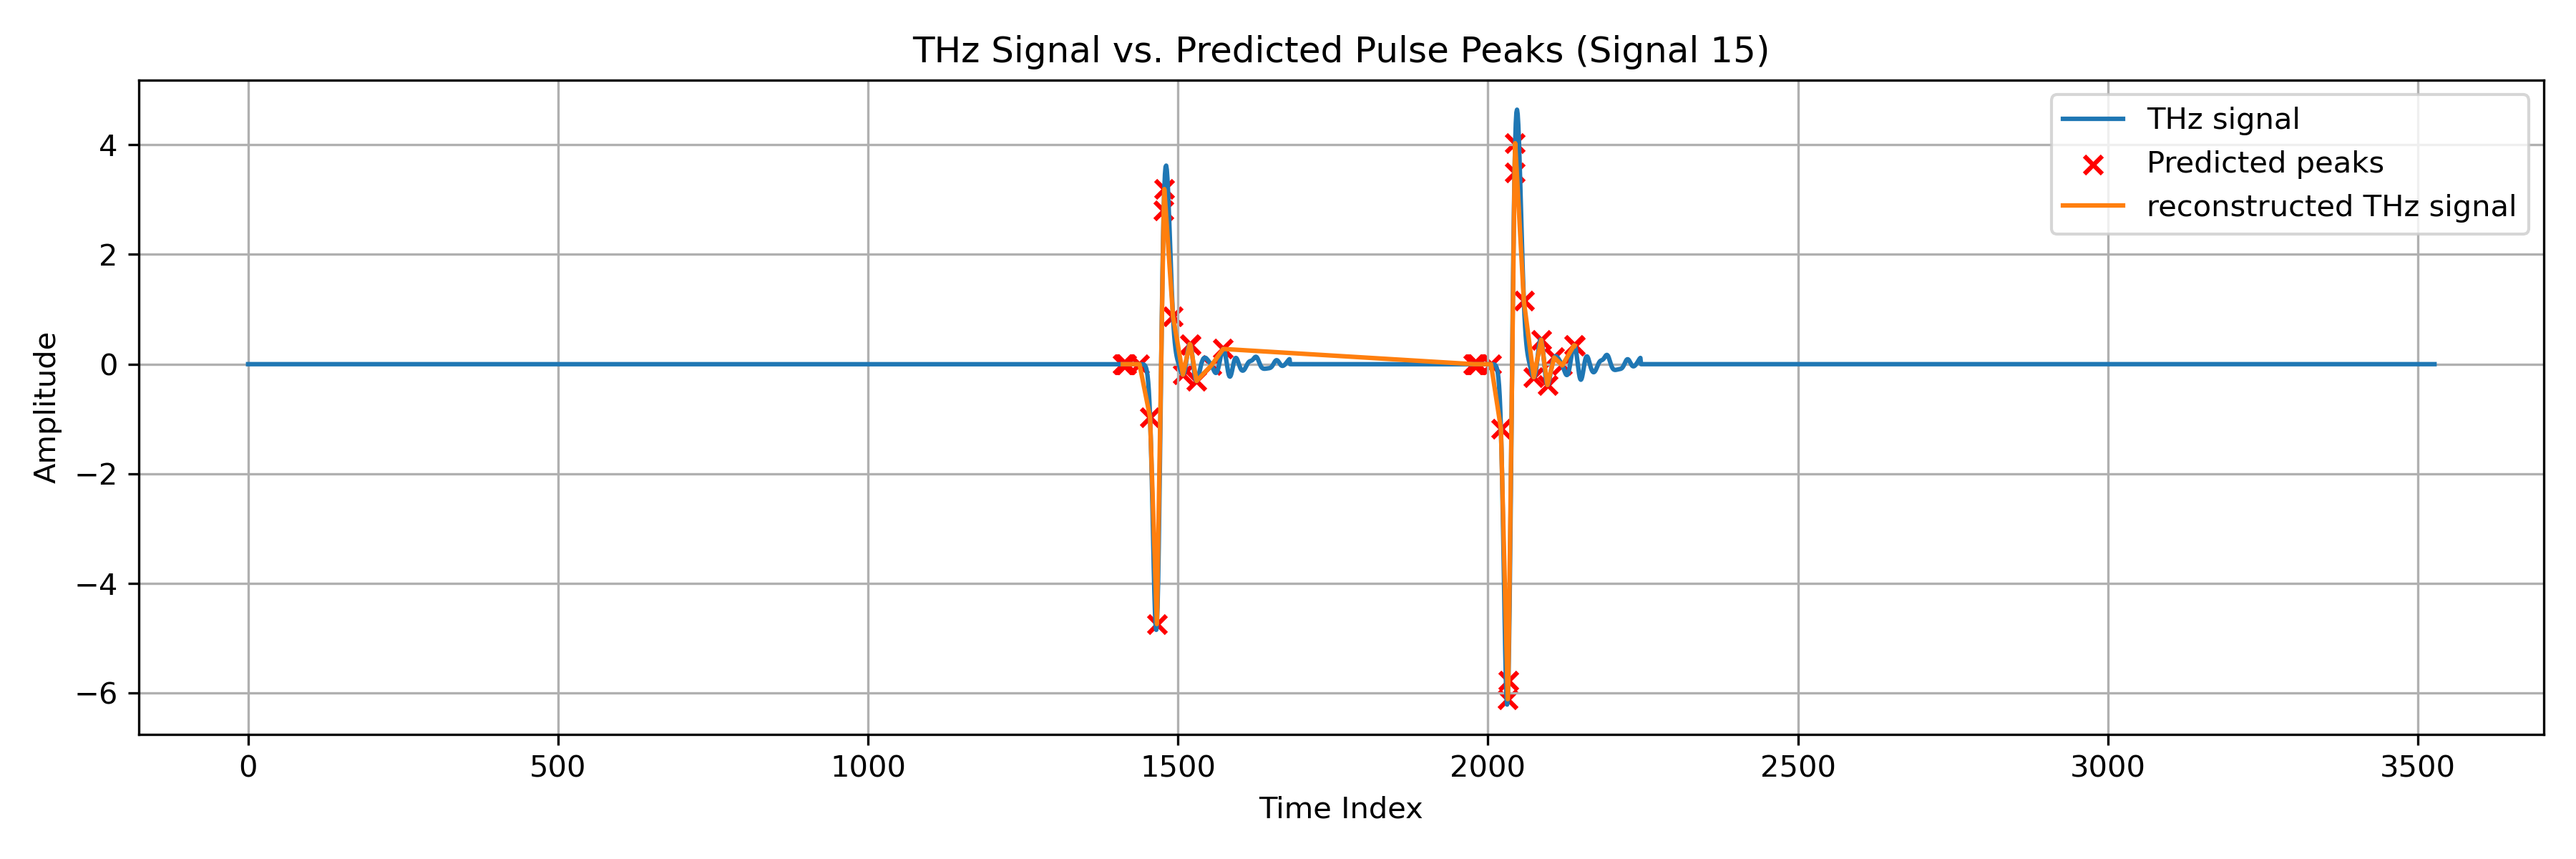 THz Signal vs. Predicted Pulse Peaks (Signal 15)
THz signal
Predicted peaks
reconstructed THz signal
4
2
0
−2
−4
−6
Amplitude
0 500 1000 1500 2000 2500 3000 3500
Time Index